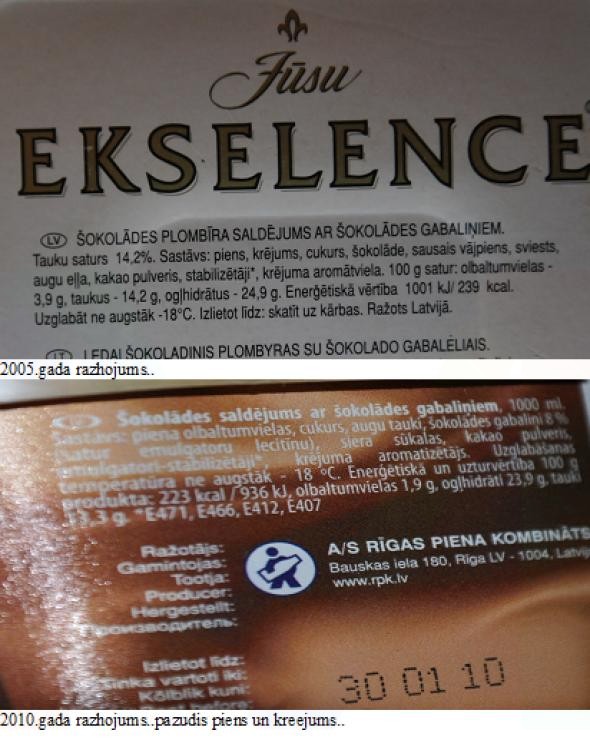 Jūsu
EKSELENCE
LV ŠOKOLĀDES PLOMBĪRA SALDĒJUMS AR ŠOKOLĀDES GABALIŅIEM.
Tauku saturs 14,2%. Sastāvs: piens, krējums, cukurs, šokolāde, sausais vājpiens, sviests,
augu eļļa, kakao pulveris, stabilizētāji*, krējuma aromātviela. 100 g satur: olbaltumvielas -
3,9 g, taukus - 14,2 g, ogļhidrātus - 24,9 g. Enerģētiskā vērtība 1001 kJ/ 239 kcal.
Uzglabāt ne augstāk -18°C. Izlietot līdz: skatīt uz kārbas. Ražots Latvijā.
LT LEDAI ŠOKOLADINIS PLOMBYRAS SU ŠOKOLADO GABALĖLIAIS.
2005.gada razhojums..
Šokolādes saldējums ar šokolādes gabaliņiem, 1000 ml.
Sastāvs: piena olbaltumvielas, cukurs, augu tauki, šokolādes gabaliņi 8 %
(satur emulgatoru lecitīnu), siera sūkalas, kakao pulveris,
emulgatori-stabilizētāji*, krējuma aromatizētājs. Uzglabāšanas
temperatūra ne augstāk - 18 °C. Enerģētiskā un uzturvērtība 100 g
produkta: 223 kcal / 936 kJ, olbaltumvielas 1,9 g, ogļhidrāti 23,9 g, tauki
13,3 g. *E471, E466, E412, E407
Ražotājs:
Gamintojas:
Tootja:
Producer:
Hergestellt:
Производитель:
A/S RĪGAS PIENA KOMBINĀTS
Bauskas iela 180, Rīga LV - 1004, Latvij
www.rpk.lv
Izlietot līdz:
Tinka vartoti iki:
Kõlblik kuni:
Best before:
30 01 10
2010.gada razhojums..pazudis piens un kreejums..